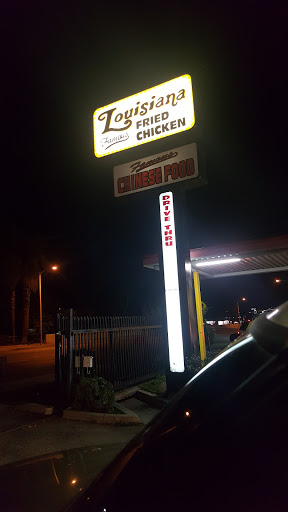 Louisiana
Famous FRIED
CHICKEN
Famous
CHINESE FOOD
DRIVE THRU